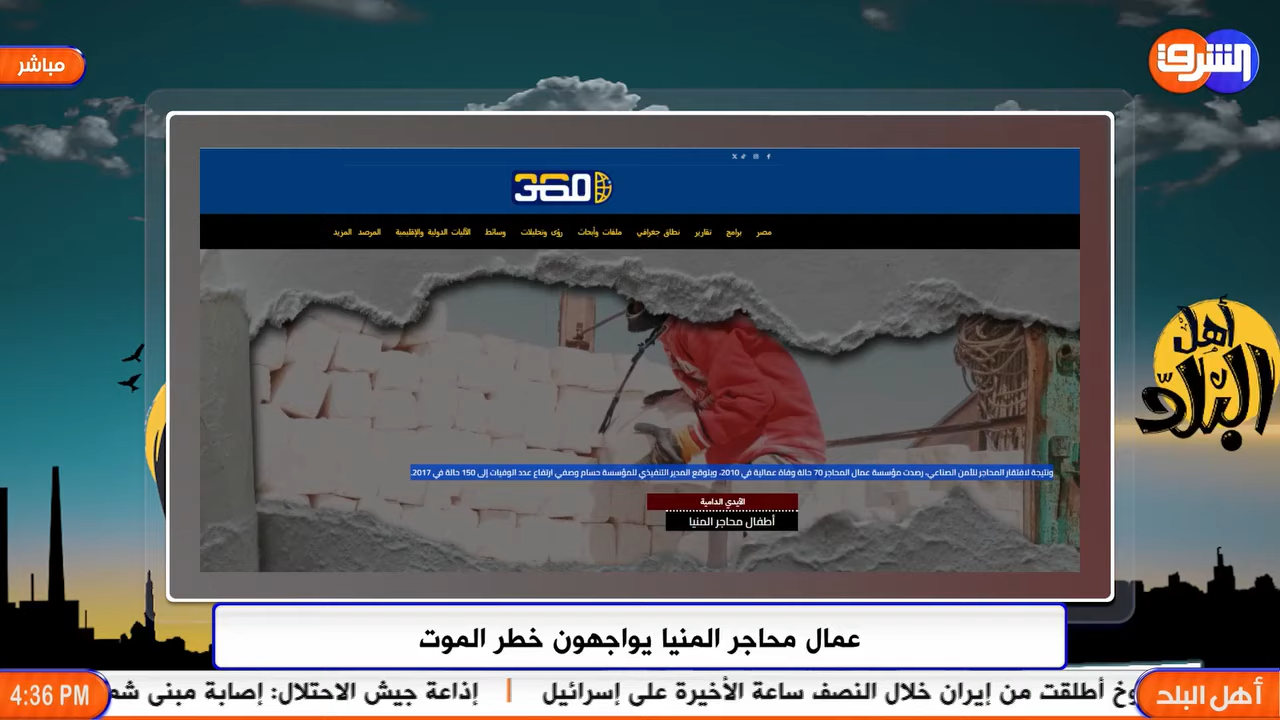 مباشر
الشرق
360
مصر برامج تقارير نطاق جغرافي ملفات وأبحاث رؤى وتحليلات وسائط الآليات الدولية والإقليمية المرصد المزيد
أهل البلد
ونتيجة لافتقار المحاجر للأمن الصناعي، رصدت مؤسسة عمال المحاجر 70 حالة وفاة عمالية في 2010، ويتوقع المدير التنفيذي للمؤسسة حسام وصفي ارتفاع عدد الوفيات إلى 150 حالة في 2017.
الأيدي الدامية
أطفال محاجر المنيا
عمال محاجر المنيا يواجهون خطر الموت
أهل البلد
أطلقت من إيران خلال النصف ساعة الأخيرة على إسرائيل | إذاعة جيش الاحتلال: إصابة مبنى
4:36 PM